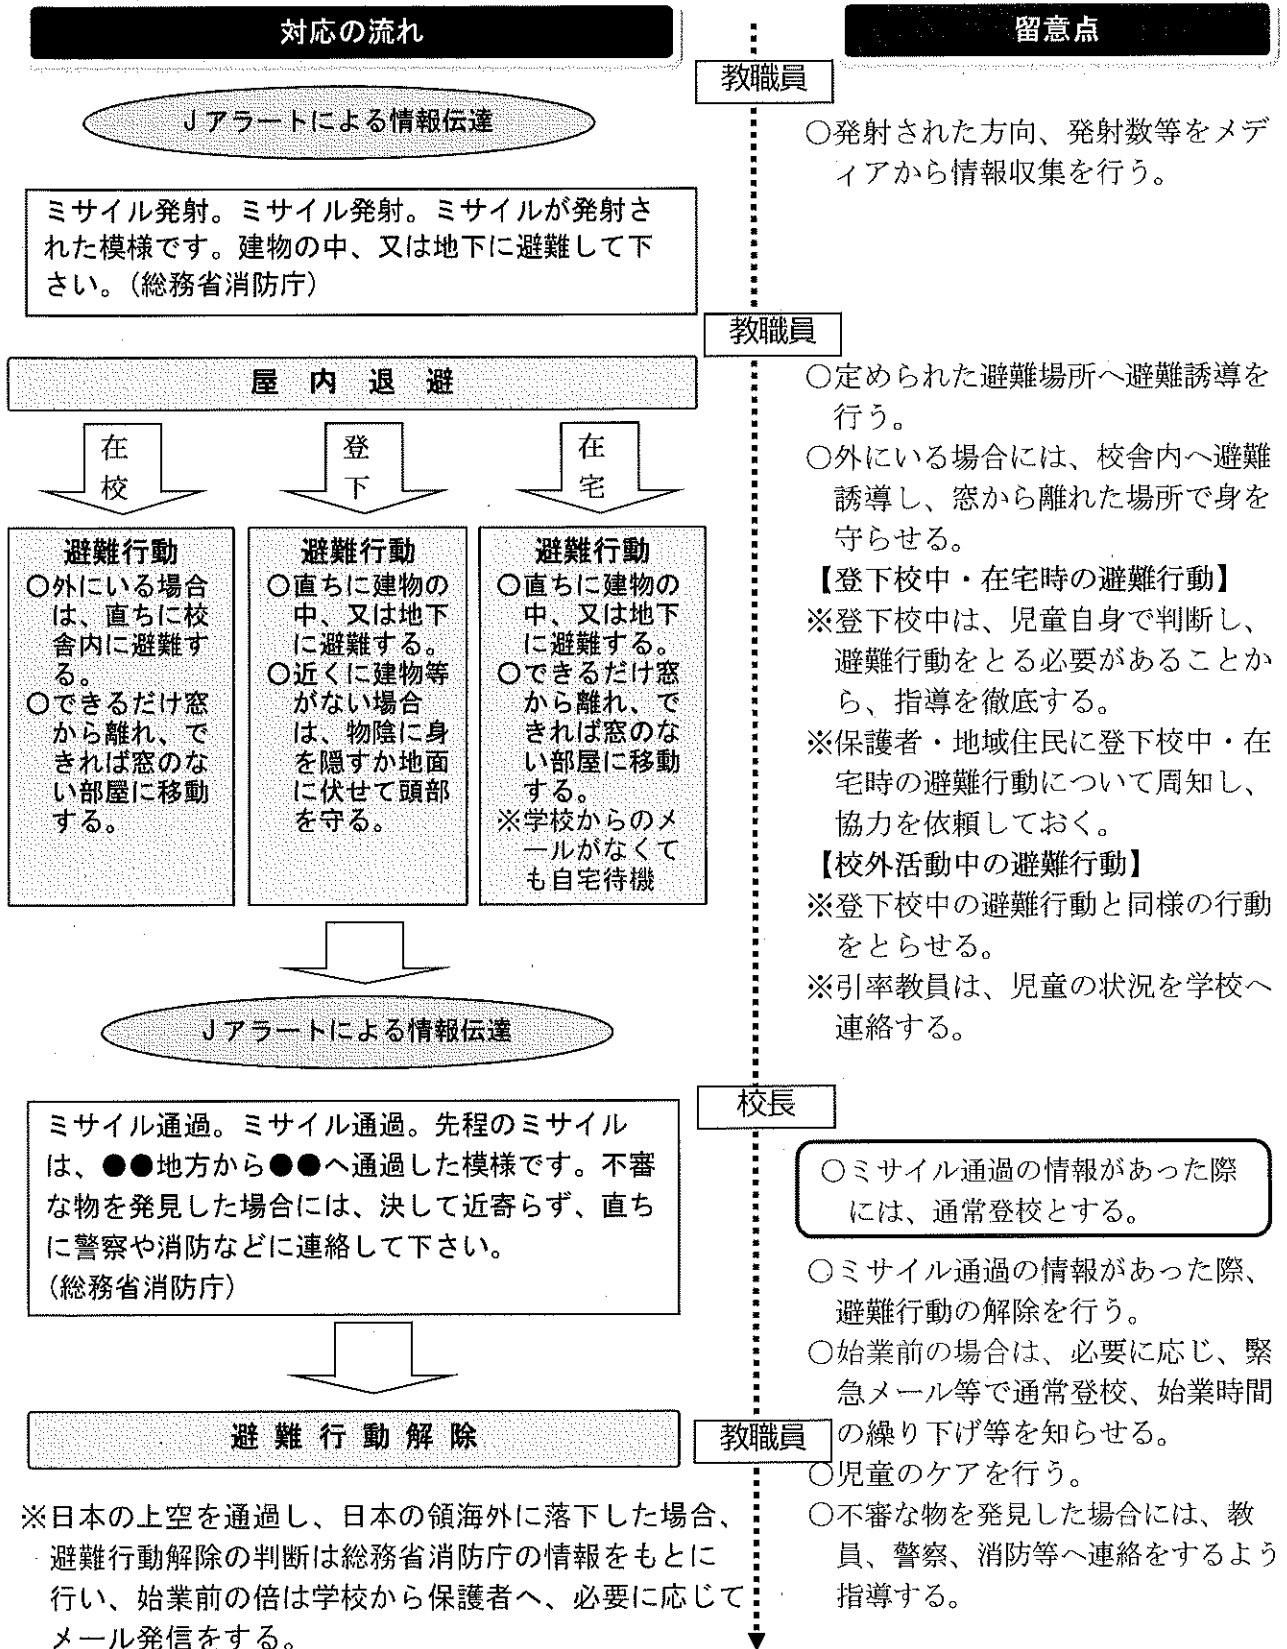 対応の流れ
Jアラートによる情報伝達
ミサイル発射。ミサイル発射。ミサイルが発射さ
れた模様です。建物の中、又は地下に避難して下
さい。(総務省消防庁)
屋内退避
在
校
登
下
在
宅
避難行動
○外にいる場合
は、直ちに校
舎内に避難す
る。
○できるだけ窓
から離れ、で
きれば窓のな
い部屋に移動
する。
避難行動
○直ちに建物の
中、又は地下
に避難する。
○近くに建物等
がない場合
は、物陰に身
を隠すか地面
に伏せて頭部
を守る。
避難行動
○直ちに建物の
中、又は地下
に避難する。
○できるだけ窓
から離れ、で
きれば窓のな
い部屋に移動
する。
※学校からのメ
ールがなくて
も自宅待機
Jアラートによる情報伝達
ミサイル通過。ミサイル通過。先程のミサイル
は、●●地方から●●へ通過した模様です。不審
な物を発見した場合には、決して近寄らず、直ち
に警察や消防などに連絡して下さい。
(総務省消防庁)
避難行動解除
※日本の上空を通過し、日本の領海外に落下した場合、
避難行動解除の判断は総務省消防庁の情報をもとに
行い、始業前の倍は学校から保護者へ、必要に応じて
メール発信をする。
教職員
教職員
校長
教職員
留意点
○発射された方向、発射数等をメデ
ィアから情報収集を行う。
○定められた避難場所へ避難誘導を
行う。
○外にいる場合には、校舎内へ避難
誘導し、窓から離れた場所で身を
守らせる。
【登下校中・在宅時の避難行動】
※登下校中は、児童自身で判断し、
避難行動をとる必要があることか
ら、指導を徹底する。
※保護者・地域住民に登下校中・在
宅時の避難行動について周知し、
協力を依頼しておく。
【校外活動中の避難行動】
※登下校中の避難行動と同様の行動
をとらせる。
※引率教員は、児童の状況を学校へ
連絡する。
○ミサイル通過の情報があった際
には、通常登校とする。
○ミサイル通過の情報があった際、
避難行動の解除を行う。
○始業前の場合は、必要に応じ、緊
急メール等で通常登校、始業時間
の繰り下げ等を知らせる。
○児童のケアを行う。
○不審な物を発見した場合には、教
員、警察、消防等へ連絡をするよう
指導する。